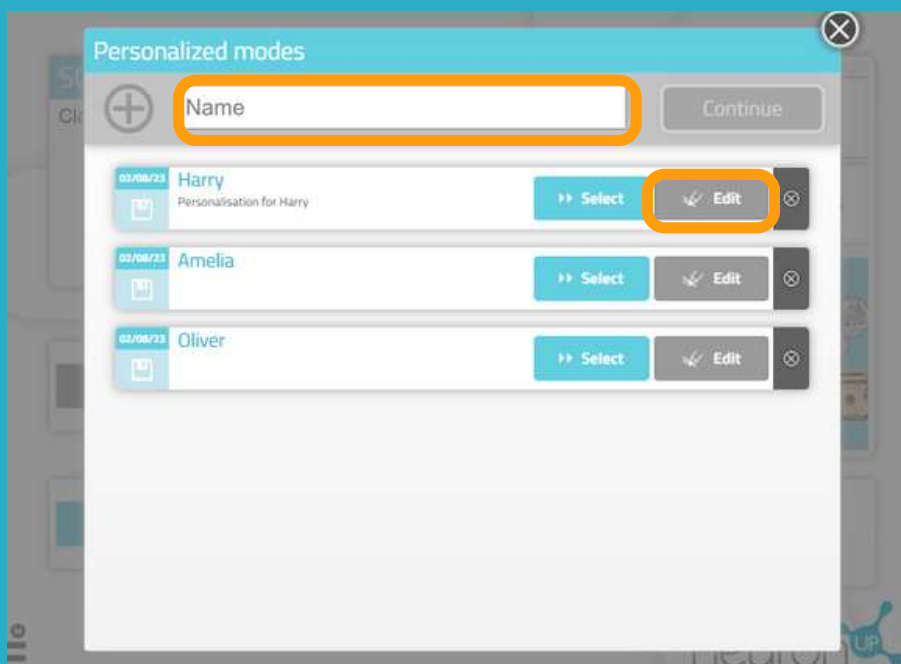 Personalized modes
Name
Continue
02/08/23
Harry
Personalisation for Harry
Select
Edit
02/08/23
Amelia
Select
Edit
02/08/23
Oliver
Select
Edit
UP